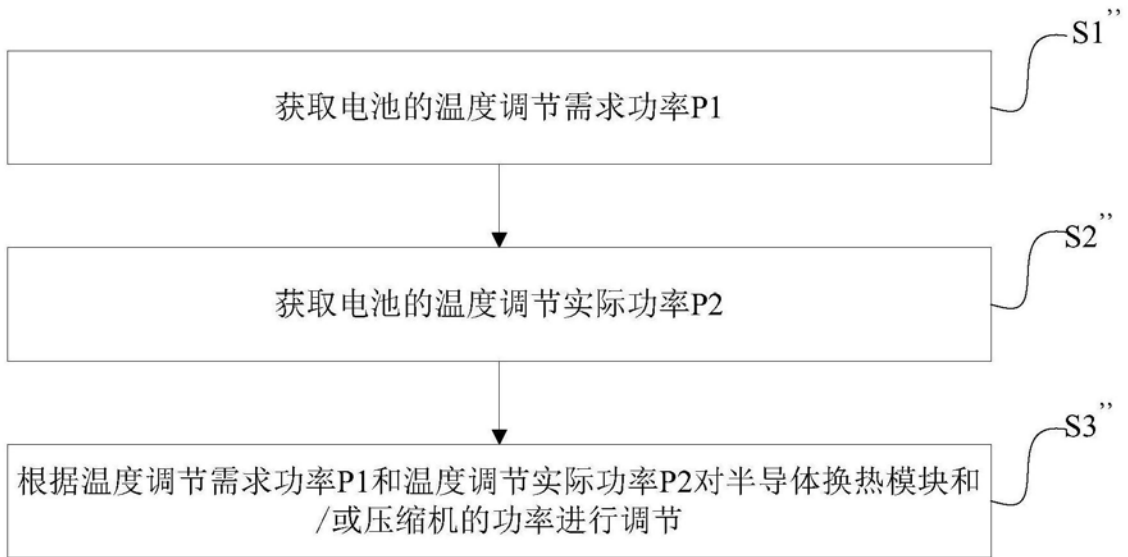 S1’’
获取电池的温度调节需求功率P1
S2’’
获取电池的温度调节实际功率P2
S3’’
根据温度调节需求功率P1和温度调节实际功率P2对半导体换热模块和
/或压缩机的功率进行调节